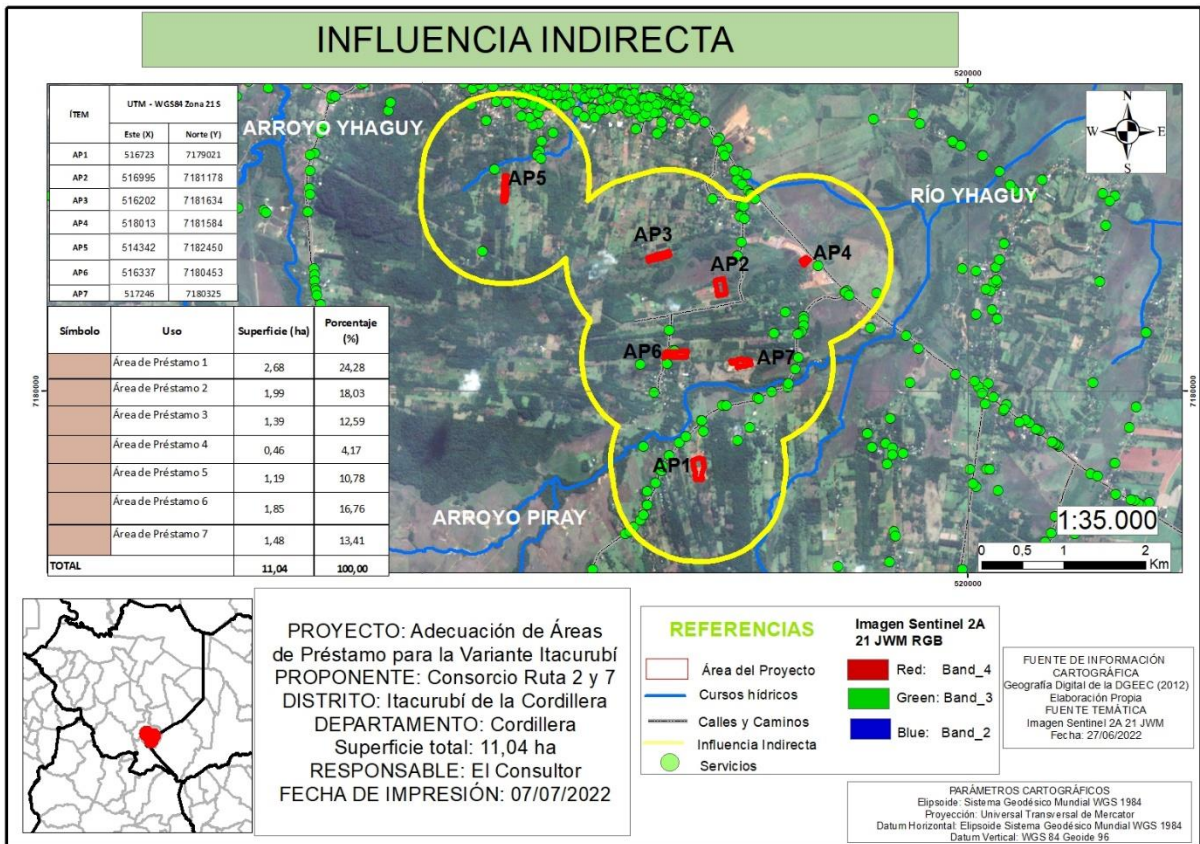 INFLUENCIA INDIRECTA
ÍTEM
UTM - WGS84 Zona 21 S
Este (X) Norte (Y)
AP1 516723 7179021
AP2 516995 7181178
AP3 516202 7181634
AP4 518013 7181584
AP5 514342 7182450
AP6 516337 7180453
AP7 517246 7180325
Símbolo Uso Superficie (ha) Porcentaje (%)
Área de Préstamo 1 2,68 24,28
Área de Préstamo 2 1,99 18,03
Área de Préstamo 3 1,39 12,59
Área de Préstamo 4 0,46 4,17
Área de Préstamo 5 1,19 10,78
Área de Préstamo 6 1,85 16,76
Área de Préstamo 7 1,48 13,41
TOTAL 11,04 100,00
520000
ARROYO YHAGUY
AP5
RÍO YHAGUY
AP3
AP4
AP2
AP6
AP7
AP1
ARROYO PIRAY
7180000
7180000
N
W E
S
1:35.000
0 0,5 1 2
Km
520000
PROYECTO: Adecuación de Áreas
de Préstamo para la Variante Itacurubí
PROPONENTE: Consorcio Ruta 2 y 7
DISTRITO: Itacurubí de la Cordillera
DEPARTAMENTO: Cordillera
Superficie total: 11,04 ha
RESPONSABLE: El Consultor
FECHA DE IMPRESIÓN: 07/07/2022
REFERENCIAS
Área del Proyecto
Cursos hídricos
Calles y Caminos
Influencia Indirecta
Servicios
Imagen Sentinel 2A
21 JWM RGB
Red: Band_4
Green: Band_3
Blue: Band_2
FUENTE DE INFORMACIÓN
CARTOGRÁFICA
Geografía Digital de la DGEEC (2012)
Elaboración Propia
FUENTE TEMÁTICA
Imagen Sentinel 2A 21 JWM
Fecha: 27/06/2022
PARÁMETROS CARTOGRÁFICOS
Elipsoide: Sistema Geodésico Mundial WGS 1984
Proyección: Universal Transversal de Mercator
Datum Horizontal: Elipsoide Sistema Geodésico Mundial WGS 1984
Datum Vertical: WGS 84 Geoide 96